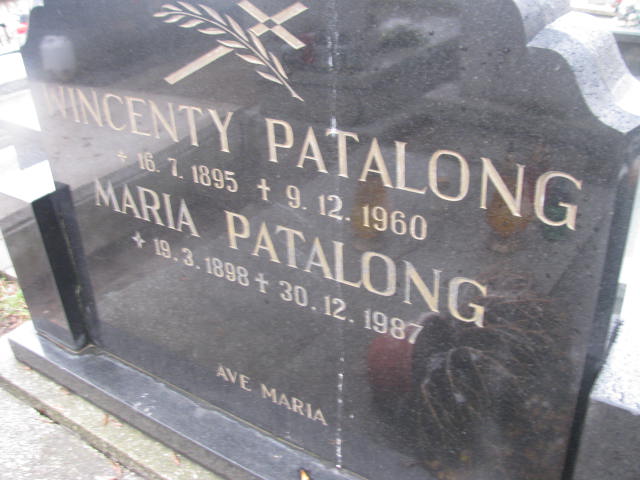 WINCENTY PATALONG
* 16. 7. 1895 + 9. 12. 1960
MARIA PATALONG
* 19. 3. 1898 + 30. 12. 1987
AVE MARIA